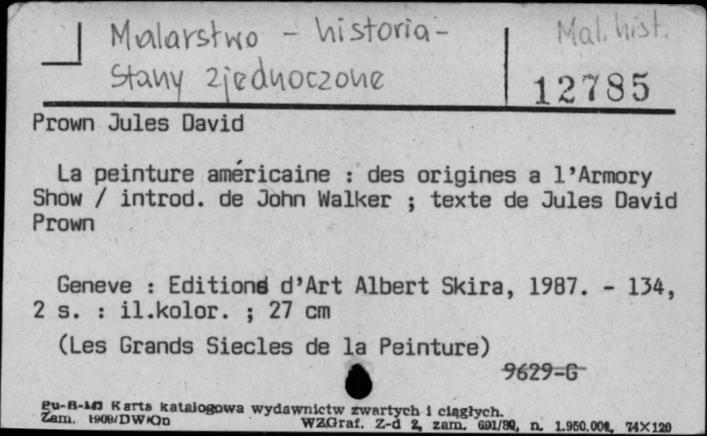 Malarstwo - historia -
Mal. hist.
Stany zjednoczone
12785
Prown Jules David
La peinture américaine : des origines a l'Armory
Show / introd. de John Walker ; texte de Jules David
Prown
Geneve : Editions d'Art Albert Skira, 1987. - 134,
2 s. : il.kolor. ; 27 cm
(Les Grands Siecles de la Peinture)
9629-G
Karta katalogowa wydawnictw zwartych i ciągłych.
Zam. WZGraf. Z-d 2, zam. 691/80, n. 1.950.000, 74×120